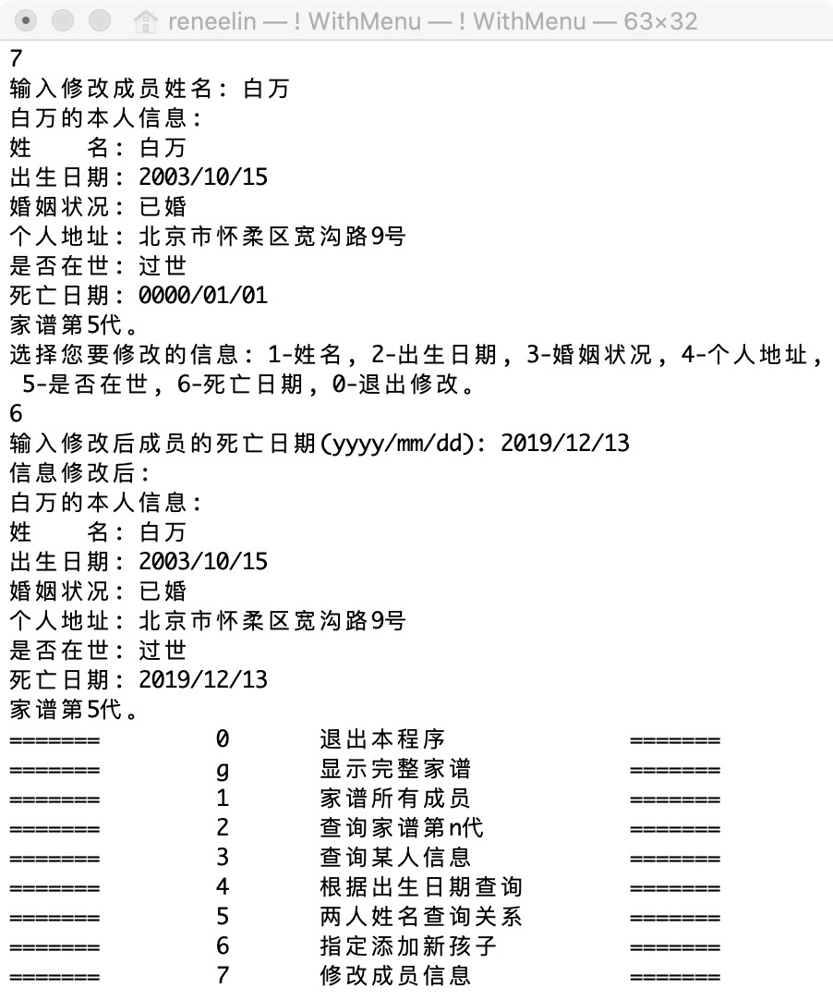 reneelin — ! WithMenu — ! WithMenu — 63×32
7
输入修改成员姓名: 白万
白万的本人信息:
姓    名: 白万
出生日期: 2003/10/15
婚姻状况: 已婚
个人地址: 北京市怀柔区宽沟路9号
是否在世: 过世
死亡日期: 0000/01/01
家谱第5代。
选择您要修改的信息: 1-姓名, 2-出生日期, 3-婚姻状况, 4-个人地址,
5-是否在世, 6-死亡日期, 0-退出修改。
6
输入修改后成员的死亡日期(yyyy/mm/dd): 2019/12/13
信息修改后:
白万的本人信息:
姓    名: 白万
出生日期: 2003/10/15
婚姻状况: 已婚
个人地址: 北京市怀柔区宽沟路9号
是否在世: 过世
死亡日期: 2019/12/13
家谱第5代。
=======         0       退出本程序              =======
=======         g       显示完整家谱            =======
=======         1       家谱所有成员            =======
=======         2       查询家谱第n代           =======
=======         3       查询某人信息            =======
=======         4       根据出生日期查询        =======
=======         5       两人姓名查询关系        =======
=======         6       指定添加新孩子          =======
=======         7       修改成员信息            =======